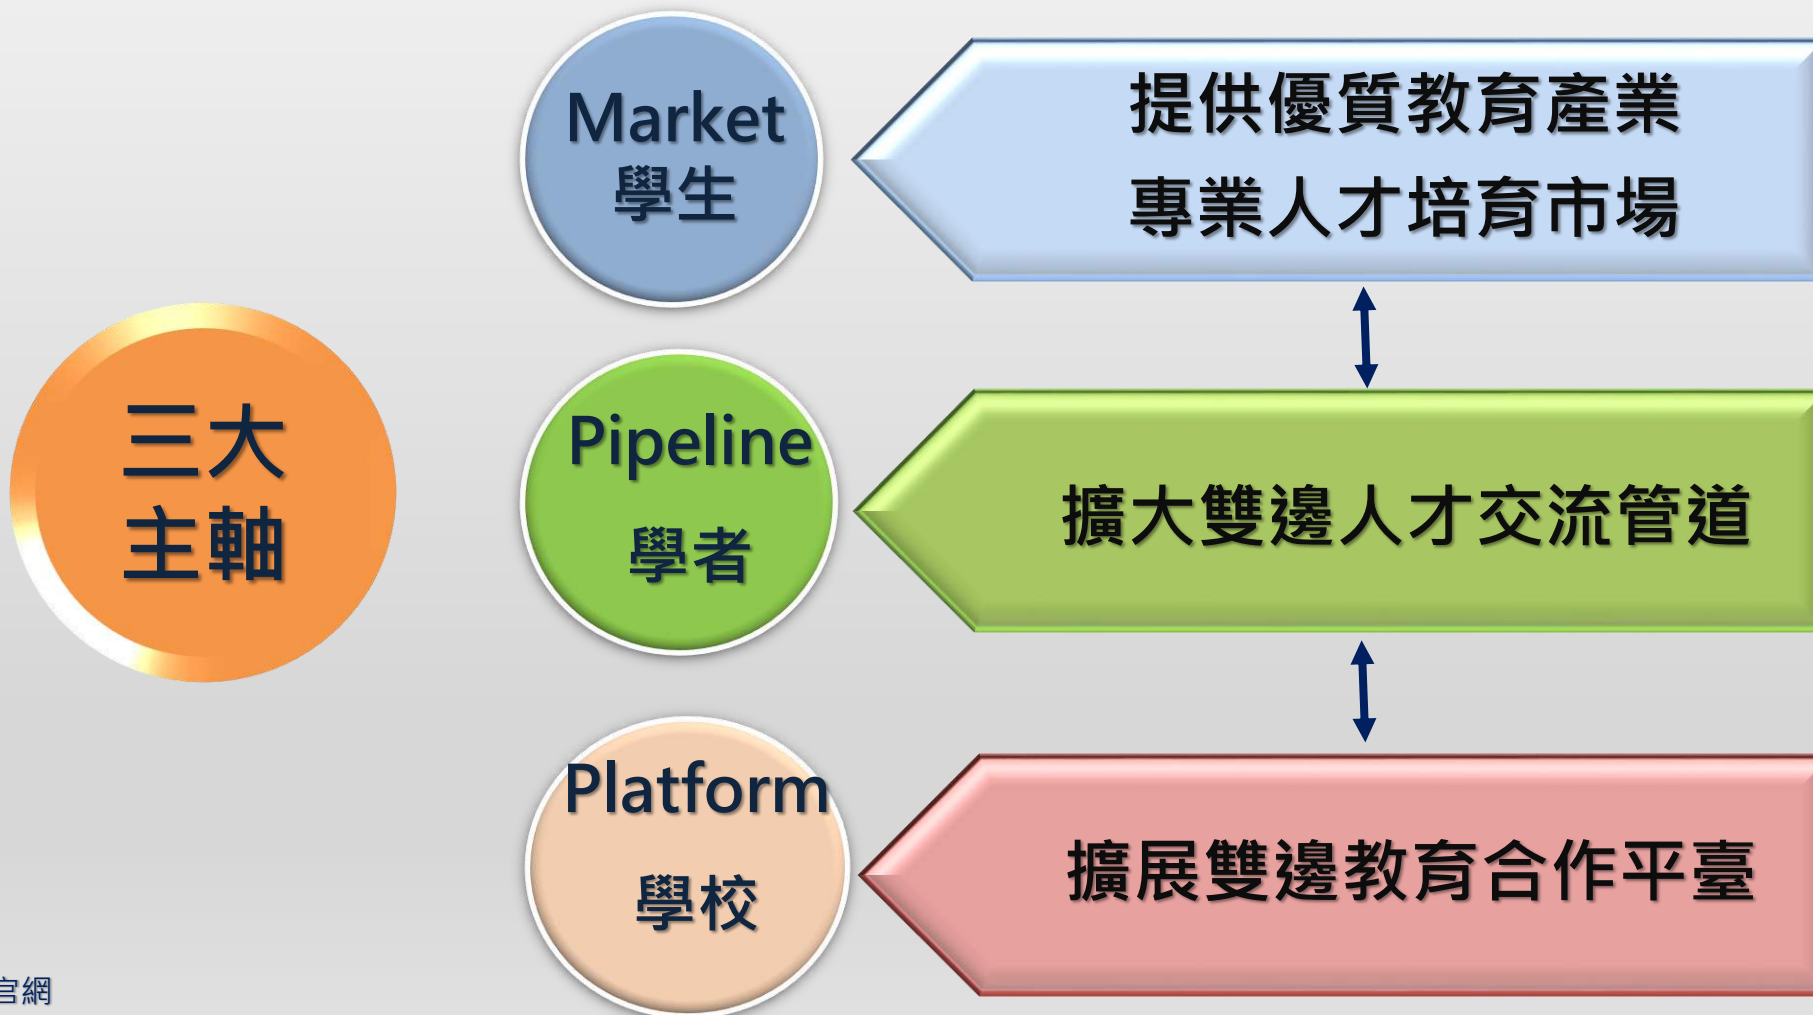 三大
主軸
Market
學生
提供優質教育產業
專業人才培育市場
Pipeline
學者
擴大雙邊人才交流管道
Platform
學校
擴展雙邊教育合作平臺
官網